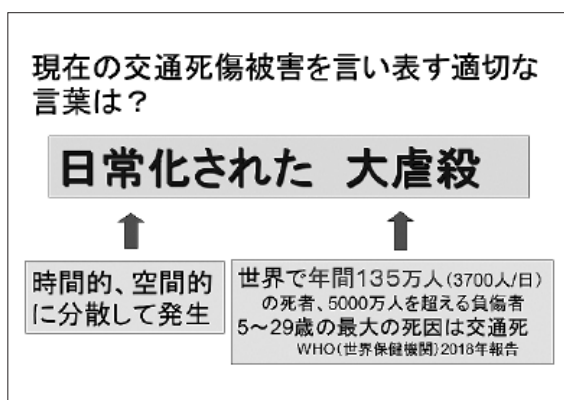 現在の交通死傷被害を言い表す適切な
言葉は？
日常化された 大虐殺
時間的、空間的
に分散して発生
世界で年間135万人(3700人/日)
の死者、5000万人を超える負傷者
5～29歳の最大の死因は交通死
WHO(世界保健機関)2018年報告